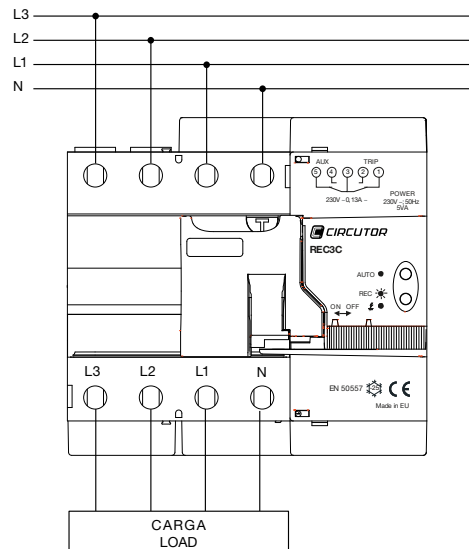 L3
L2
L1
N
AUX TRIP
5 4 3 2 1
230V ~0,13A ~
POWER
230V ~; 50Hz
5VA
CIRCUTOR
REC3C
AUTO
REC
ON OFF
L3 L2 L1 N
EN 50557 -25 CE
Made in EU
CARGA
LOAD